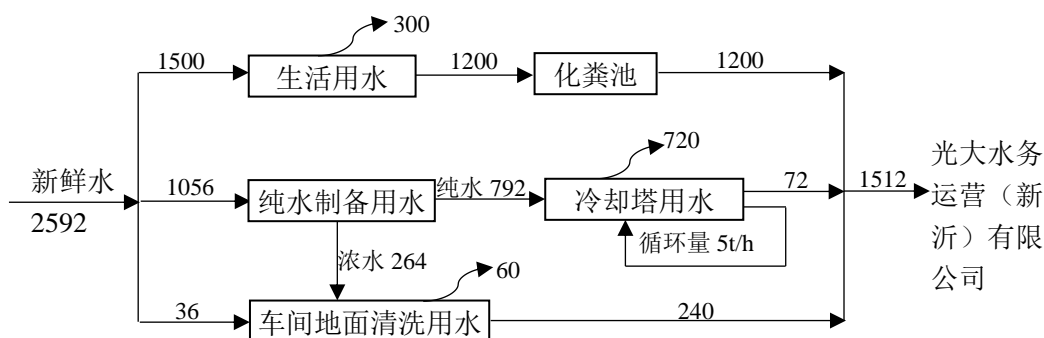 300
1500
生活用水
1200
化粪池
1200
720
新鲜水
2592
1056
纯水制备用水
纯水 792
冷却塔用水
72
1512
光大水务
运营（新
沂）有限
公司
循环量 5t/h
浓水 264
60
36
车间地面清洗用水
240